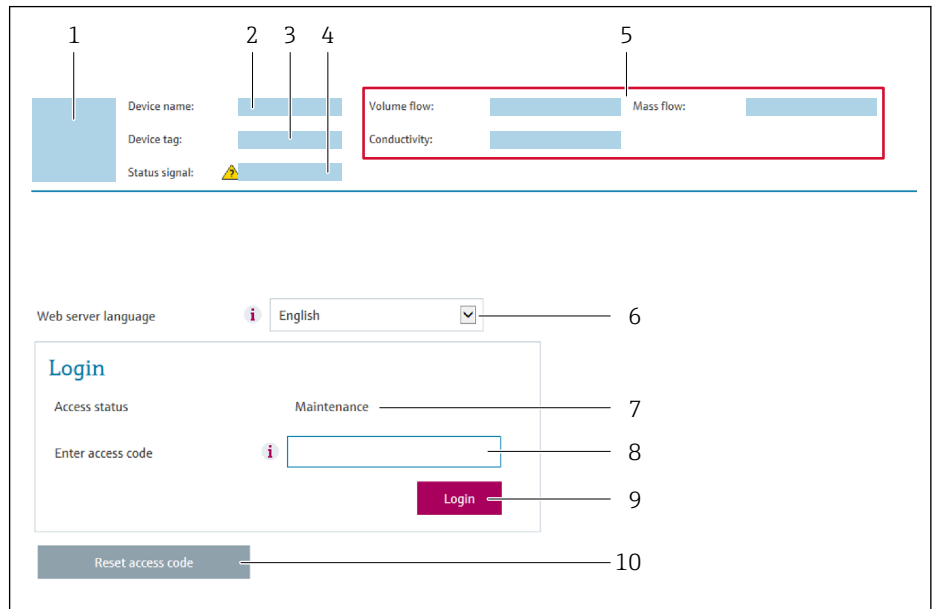 1 2 3 4 5
Device name: Volume flow: Mass flow:
Device tag: Conductivity:
Status signal: ?
Web server language i English 6
Login
Access status Maintenance 7
Enter access code i 8
Login 9
Reset access code 10